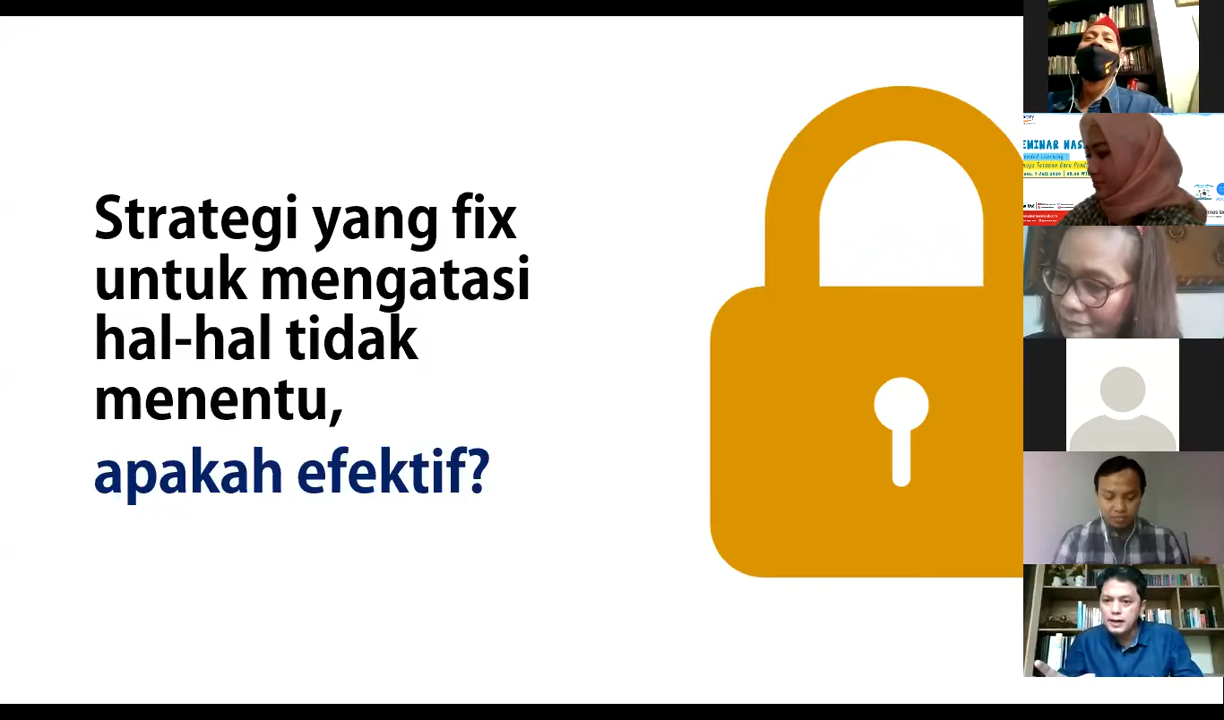 Strategi yang fix
untuk mengatasi
hal-hal tidak
menentu,
apakah efektif?